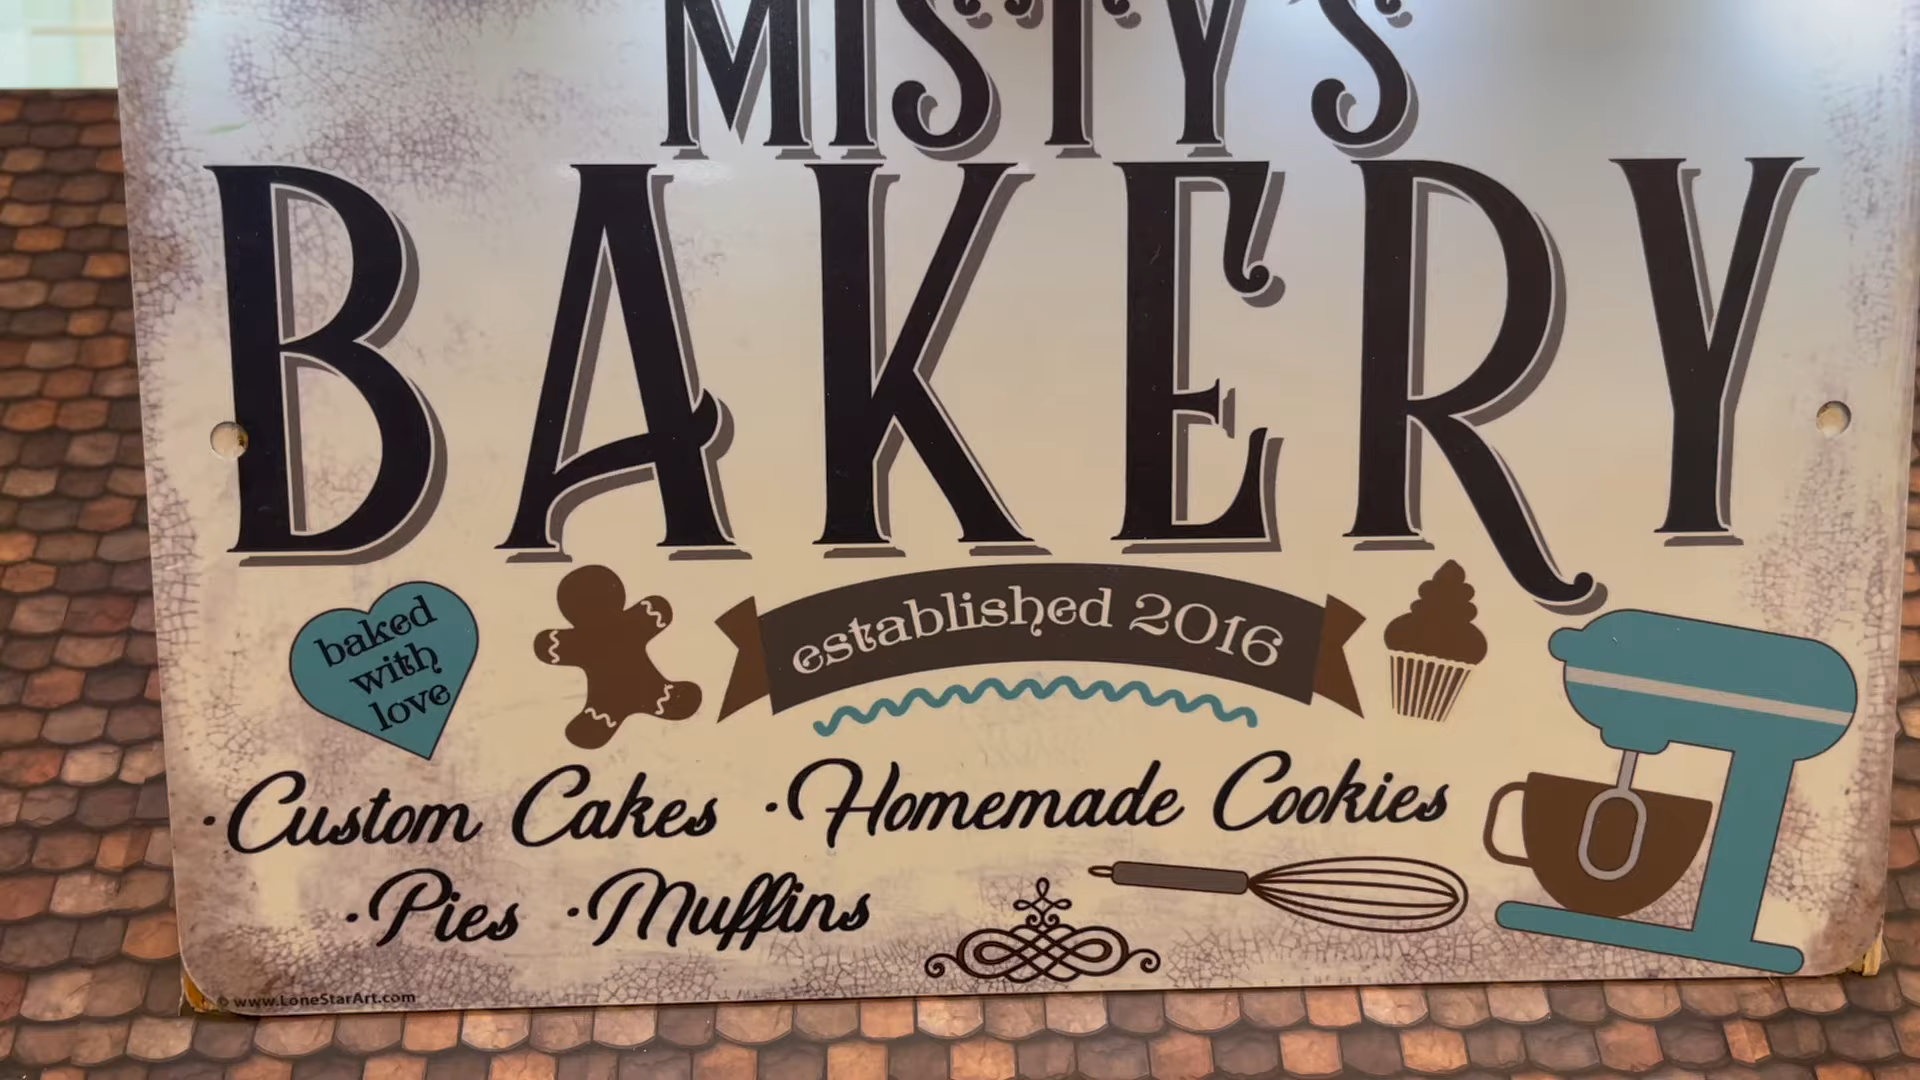 MISTY'S
BAKERY
baked
with
love
established 2016
·Custom Cakes ·Homemade Cookies
·Pies ·Muffins
© www.LoneStarArt.com